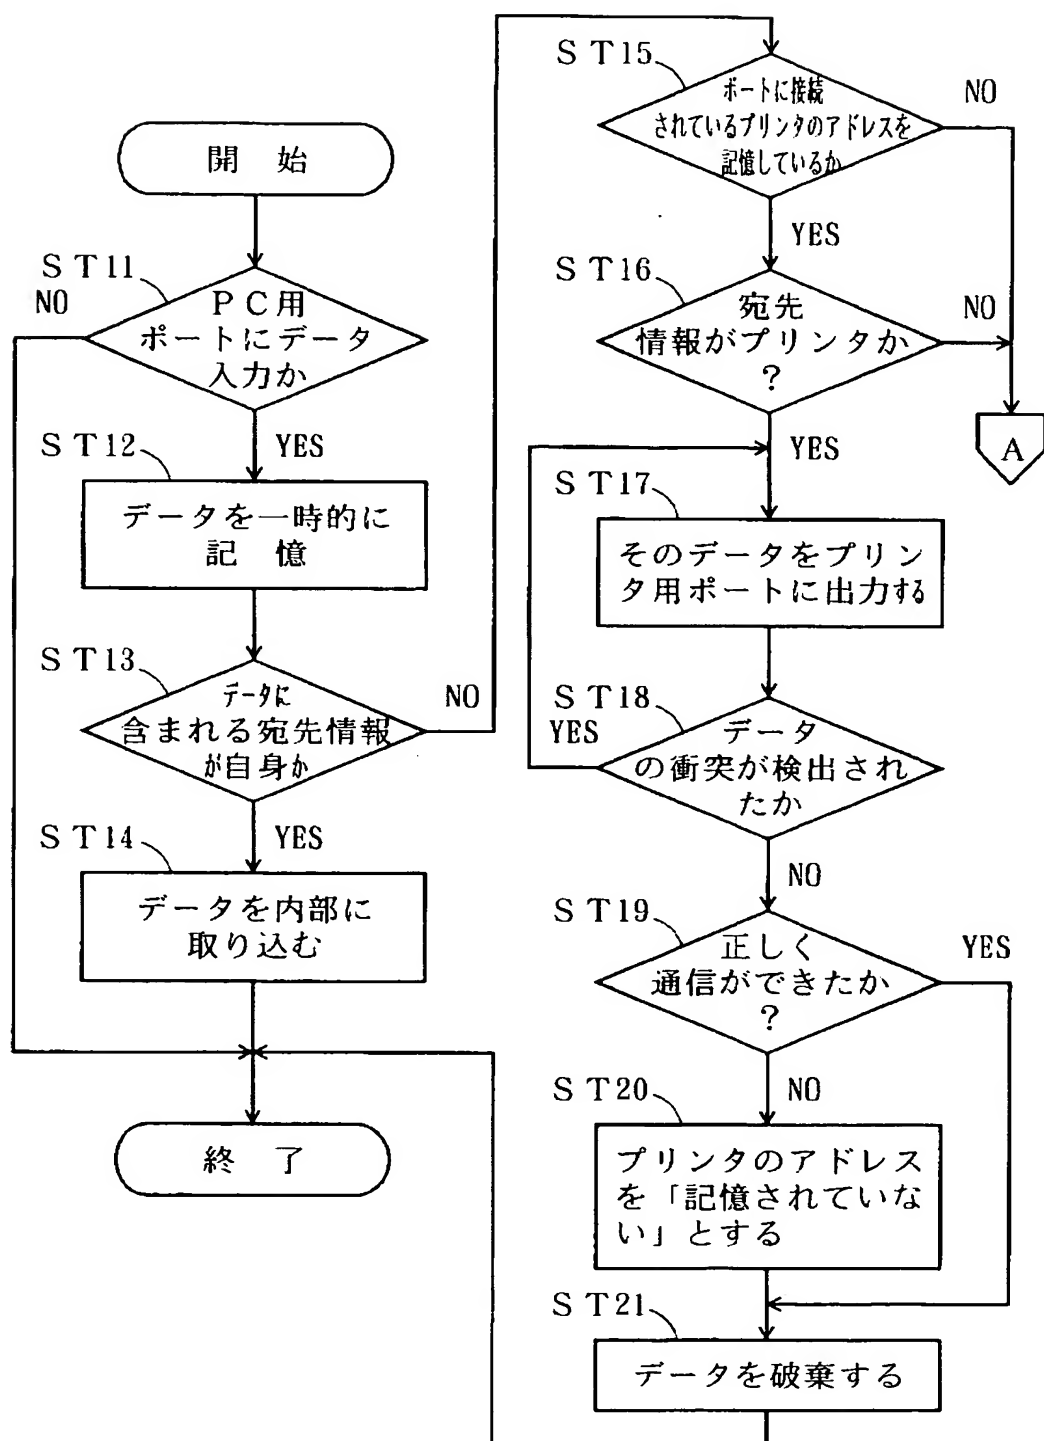 開 始
ST11
NO
PC用
ポートにデータ
入力か
YES
ST12
データを一時的に
記 憶
ST13
データに
含まれる宛先情報
が自身か
NO
YES
ST14
データを内部に
取り込む
終 了
ST15
ポートに接続
されているプリンタのアドレスを
記憶しているか
NO
YES
ST16
宛先
情報がプリンタか
?
NO
A
YES
ST17
そのデータをプリン
タ用ポートに出力する
ST18
YES
データ
の衝突が検出され
たか
NO
ST19
正しく
通信ができたか
?
YES
NO
ST20
プリンタのアドレス
を「記憶されていな
い」とする
ST21
データを破棄する